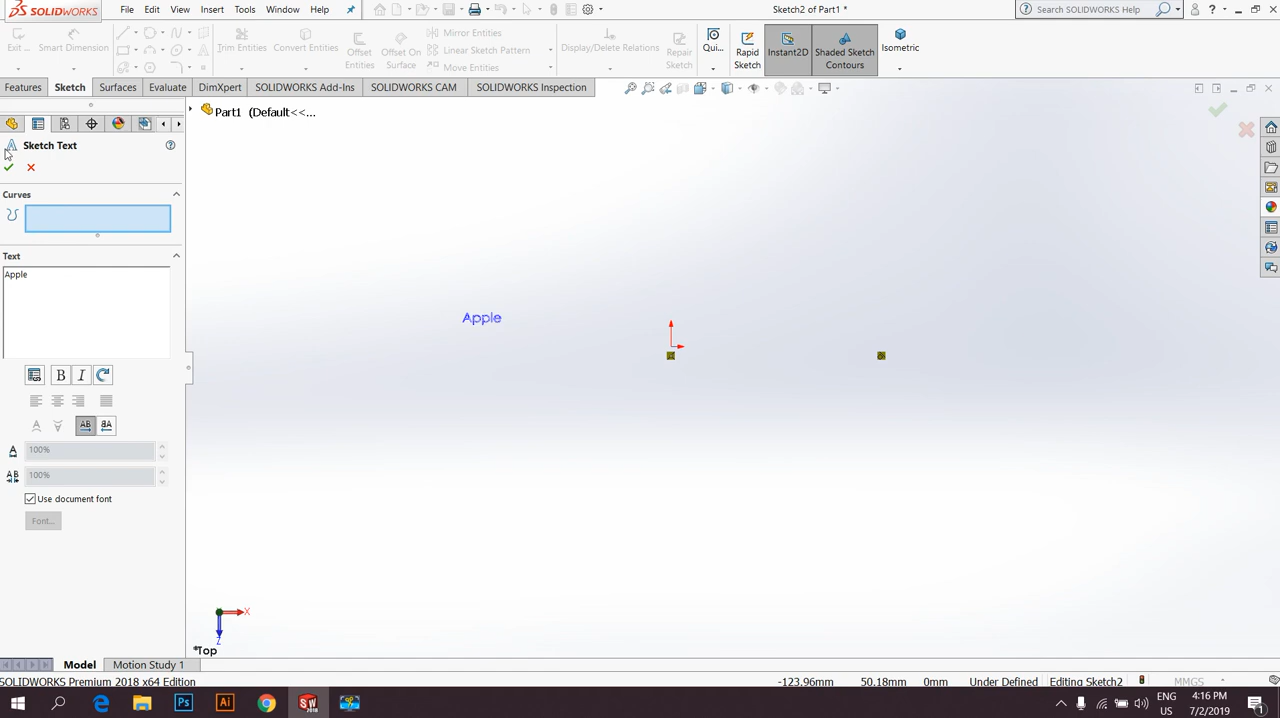 SOLIDWORKS File Edit View Insert Tools Window Help Sketch2 of Part1 * Search SOLIDWORKS Help
Exit ... Smart Dimension Trim Entities Convert Entities Offset Entities Offset On Surface Mirror Entities Linear Sketch Pattern Move Entities Display/Delete Relations Repair Sketch Qui... Rapid Sketch Instant2D Shaded Sketch Contours Isometric
Features Sketch Surfaces Evaluate DimXpert SOLIDWORKS Add-Ins SOLIDWORKS CAM SOLIDWORKS Inspection
Part1 (Default<<...
Sketch Text
Curves
Text
Apple
Apple
B I
AB
100%
AB 100%
Use document font
Font...
X
Z
*Top
Model Motion Study 1
SOLIDWORKS Premium 2018 x64 Edition -123.96mm 50.18mm 0mm Under Defined Editing Sketch2 MMGS
ENG 4:16 PM
US 7/2/2019